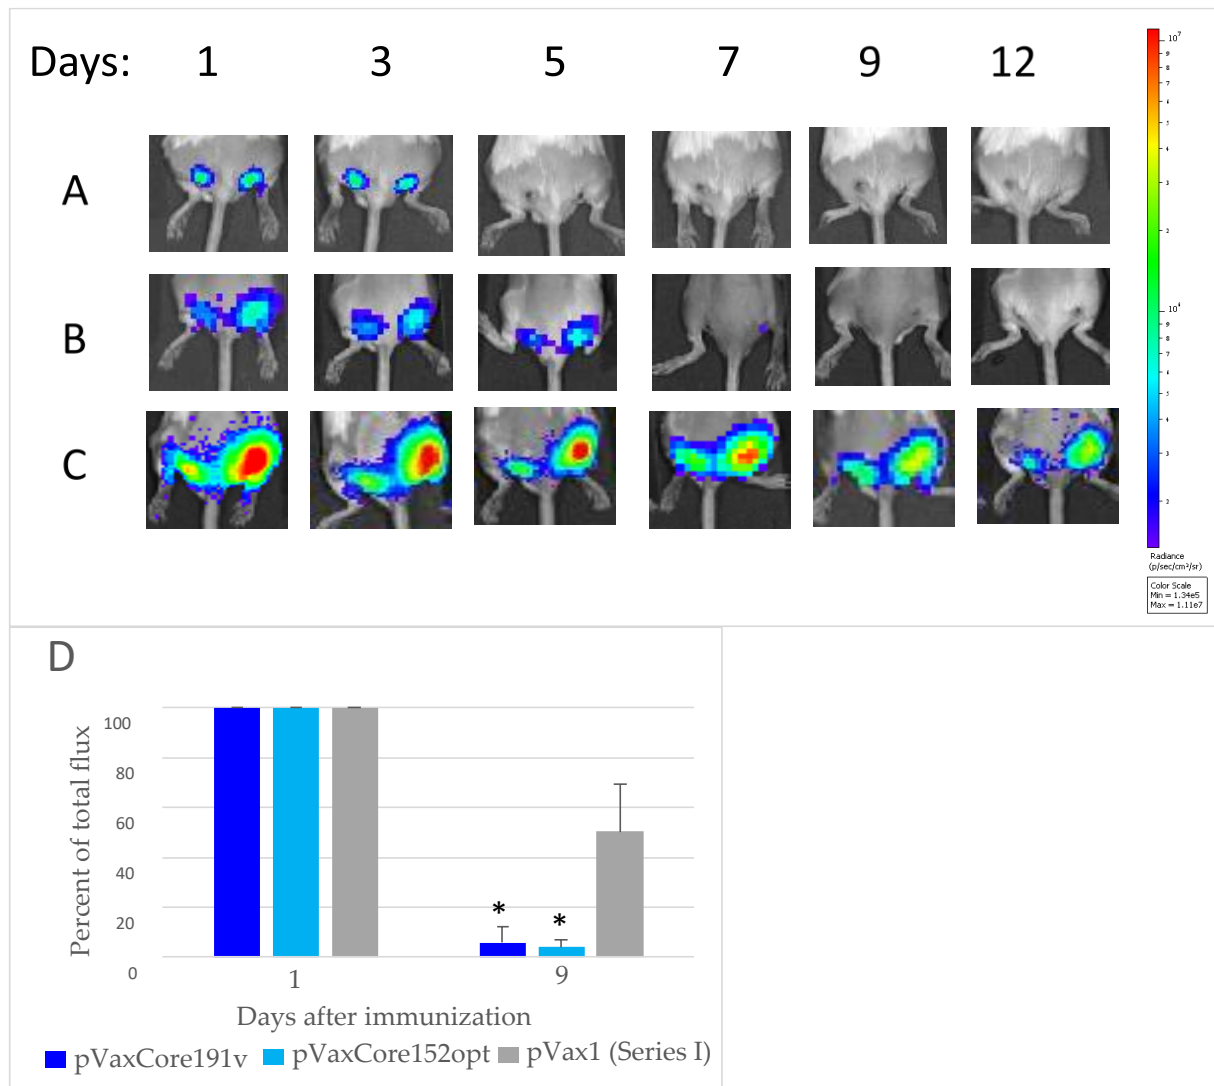 Days: 1 3 5 7 9 12
A
B
C
Radiance
(p/sec/cm²/sr)
Color Scale
Min = 1.34e5
Max = 1.11e7
D
Percent of total flux
100
80
60
40
20
0
* *
1 9
Days after immunization
pVaxCore191v pVaxCore152opt pVax1 (Series I)